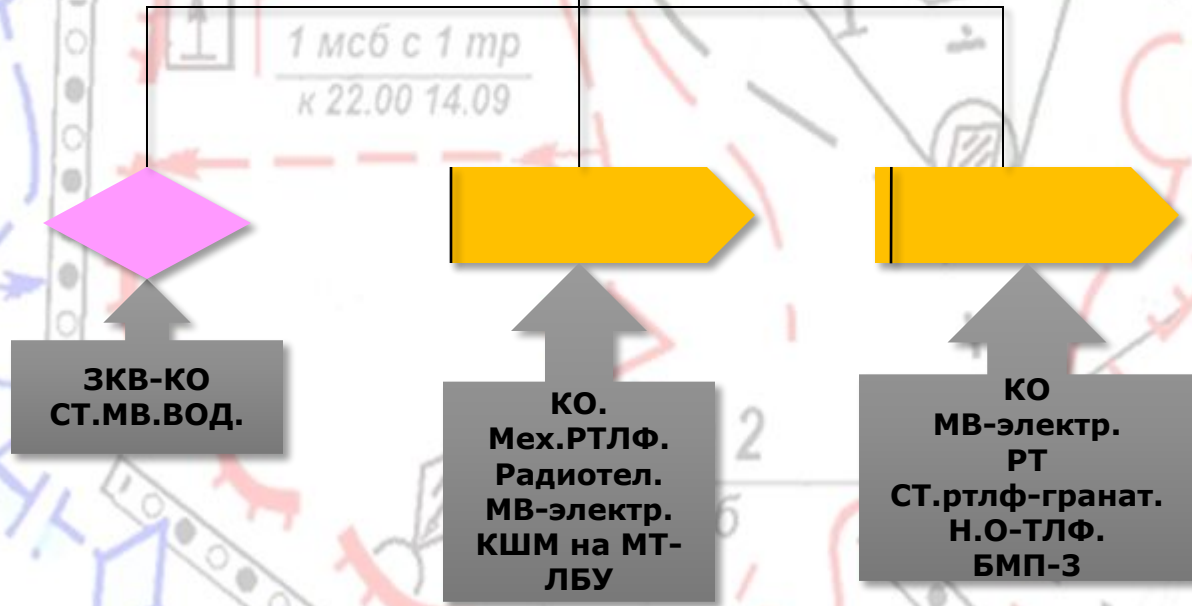 1 мсб с 1 тр
к 22.00 14.09
ЗКВ-КО
СТ.МВ.ВОД.
КО.
Мех.РТЛФ.
Радиотел.
МВ-электр.
КШМ на МТ-
ЛБУ
КО
МВ-электр.
РТ
СТ.ртлф-гранат.
Н.О-ТЛФ.
БМП-3
2
б